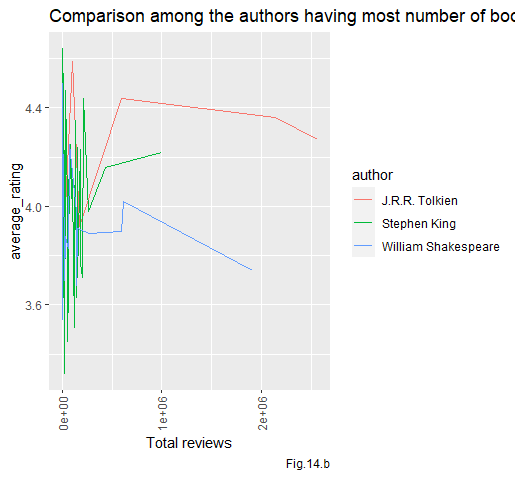 Comparison among the authors having most number of boo
average_rating
4.4
4.0
3.6
0e+00
1e+06
2e+06
Total reviews
author
J.R.R. Tolkien
Stephen King
William Shakespeare
Fig.14.b